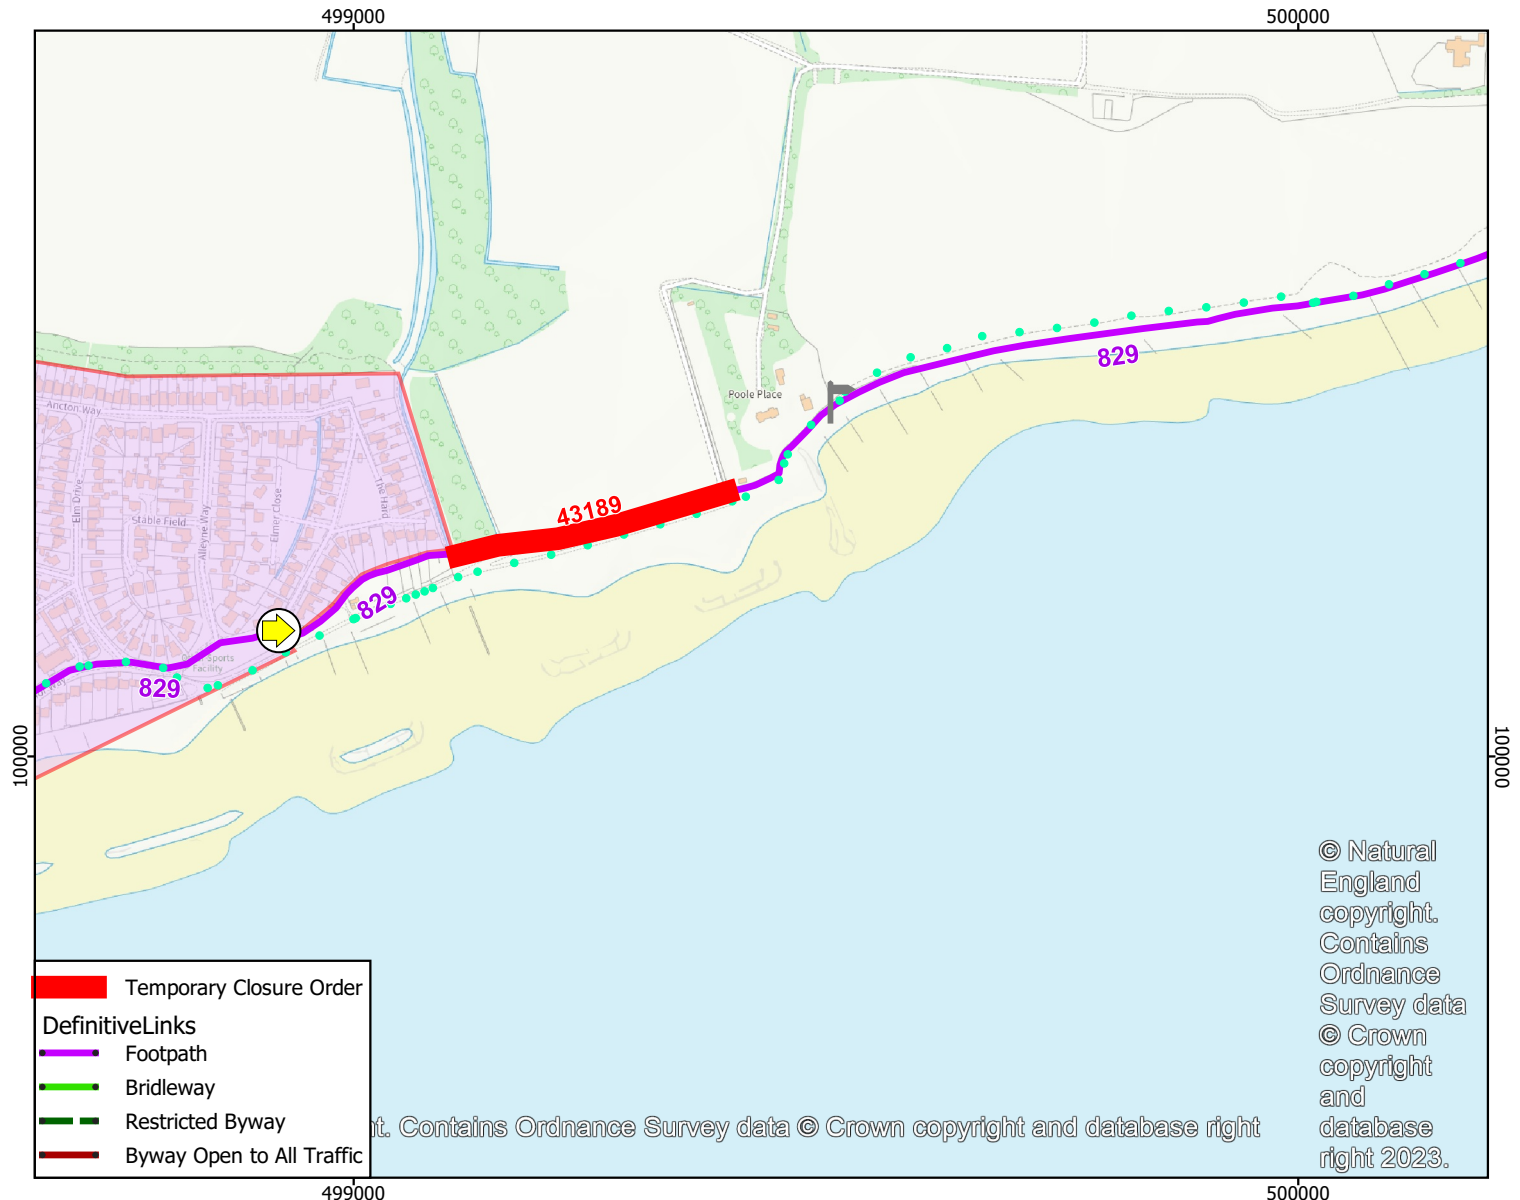 499000
500000
Poole Place
829
Ancton Way
43189
Elm Drive
Stable Field
Alleyne Way
Elmer Close
The Hard
829
Sports
Facility
829
100000
100000
© Natural
England
copyright.
Contains
Ordnance
Survey data
© Crown
copyright
and
database
right 2023.
Temporary Closure Order
DefinitiveLinks
Footpath
Bridleway
Restricted Byway
Byway Open to All Traffic
t. Contains Ordnance Survey data © Crown copyright and database right
499000
500000